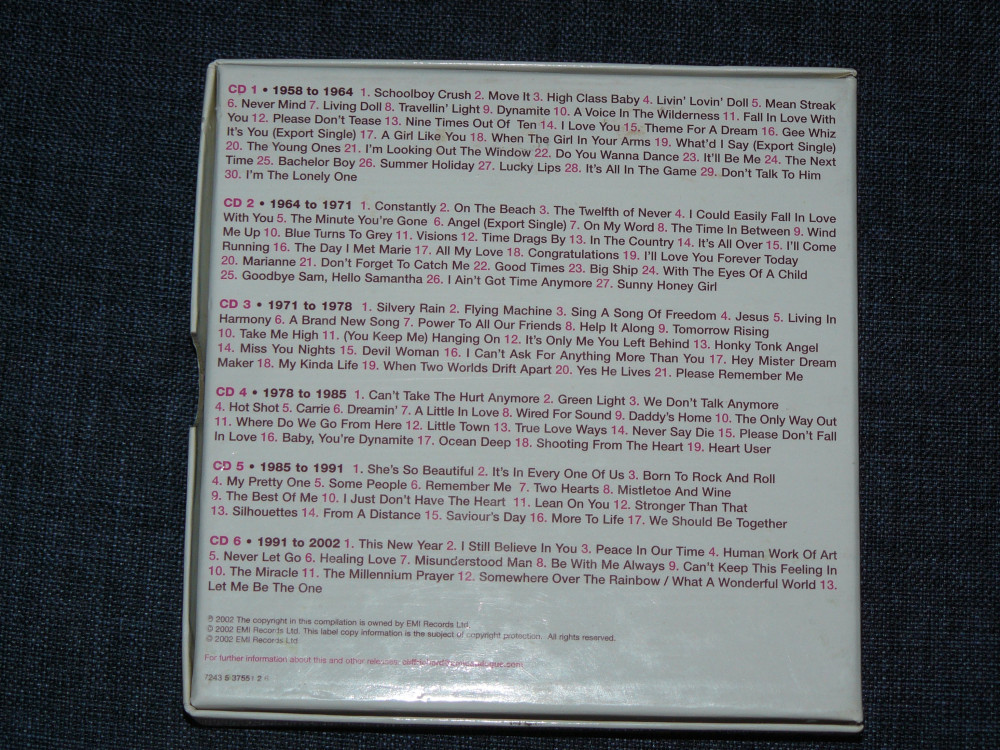 CD 1 • 1958 to 1964 1. Schoolboy Crush 2. Move It 3. High Class Baby 4. Livin' Lovin' Doll 5. Mean Streak
6. Never Mind 7. Living Doll 8. Travellin' Light 9. Dynamite 10. A Voice In The Wilderness 11. Fall In Love With
You 12. Please Don't Tease 13. Nine Times Out of Ten 14. I Love You 15. Theme For A Dream 16. Gee Whiz
It's You (Export Single) 17. A Girl Like You 18. When The Girl In Your Arms 19. What'd I Say (Export Single)
20. The Young Ones 21. I'm Looking Out The Window 22. Do You Wanna Dance 23. It'll Be Me 24. The Next
Time 25. Bachelor Boy 26. Summer Holiday 27. Lucky Lips 28. It's All In The Game 29. Don't Talk To Him
30. I'm The Lonely One
CD 2 • 1964 to 1971 1. Constantly 2. On The Beach 3. The Twelfth of Never 4. I Could Easily Fall In Love
With You 5. The Minute You're Gone 6. Angel (Export Single) 7. On My Word 8. The Time In Between 9. Wind
Me Up 10. Blue Turns To Grey 11. Visions 12. Time Drags By 13. In The Country 14. It's All Over 15. I'll Come
Running 16. The Day I Met Marie 17. All My Love 18. Congratulations 19. I'll Love You Forever Today
20. Marianne 21. Don't Forget To Catch Me 22. Good Times 23. Big Ship 24. With The Eyes Of A Child
25. Goodbye Sam, Hello Samantha 26. I Ain't Got Time Anymore 27. Sunny Honey Girl
CD 3 • 1971 to 1978 1. Silvery Rain 2. Flying Machine 3. Sing A Song Of Freedom 4. Jesus 5. Living In
Harmony 6. A Brand New Song 7. Power To All Our Friends 8. Help It Along 9. Tomorrow Rising
10. Take Me High 11. (You Keep Me) Hanging On 12. It's Only Me You Left Behind 13. Honky Tonk Angel
14. Miss You Nights 15. Devil Woman 16. I Can't Ask For Anything More Than You 17. Hey Mister Dream
Maker 18. My Kinda Life 19. When Two Worlds Drift Apart 20. Yes He Lives 21. Please Remember Me
CD 4 • 1978 to 1985 1. Can't Take The Hurt Anymore 2. Green Light 3. We Don't Talk Anymore
4. Hot Shot 5. Carrie 6. Dreamin' 7. A Little In Love 8. Wired For Sound 9. Daddy's Home 10. The Only Way Out
11. Where Do We Go From Here 12. Little Town 13. True Love Ways 14. Never Say Die 15. Please Don't Fall
In Love 16. Baby, You're Dynamite 17. Ocean Deep 18. Shooting From The Heart 19. Heart User
CD 5 • 1985 to 1991 1. She's So Beautiful 2. It's In Every One Of Us 3. Born To Rock And Roll
4. My Pretty One 5. Some People 6. Remember Me 7. Two Hearts 8. Mistletoe And Wine
9. The Best Of Me 10. I Just Don't Have The Heart 11. Lean On You 12. Stronger Than That
13. Silhouettes 14. From A Distance 15. Saviour's Day 16. More To Life 17. We Should Be Together
CD 6 • 1991 to 2002 1. This New Year 2. I Still Believe In You 3. Peace In Our Time 4. Human Work Of Art
5. Never Let Go 6. Healing Love 7. Misunderstood Man 8. Be With Me Always 9. Can't Keep This Feeling In
10. The Miracle 11. The Millennium Prayer 12. Somewhere Over The Rainbow / What A Wonderful World 13.
Let Me Be The One
℗ 2002 The copyright in this compilation is owned by EMI Records Ltd.
© 2002 EMI Records Ltd. This label copy information is the subject of copyright protection. All rights reserved.
© 2002 EMI Records Ltd
For further information about this and other releases:
7243 5 37551 2 6